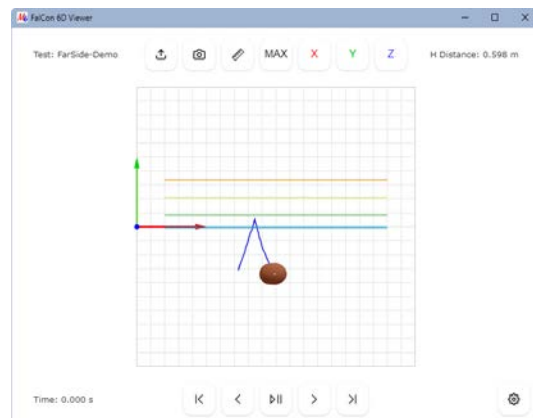 FalCon 6D Viewer
Test: FarSide-Demo
MAX
X
Y
Z
H Distance: 0.598 m
Time: 0.000 s